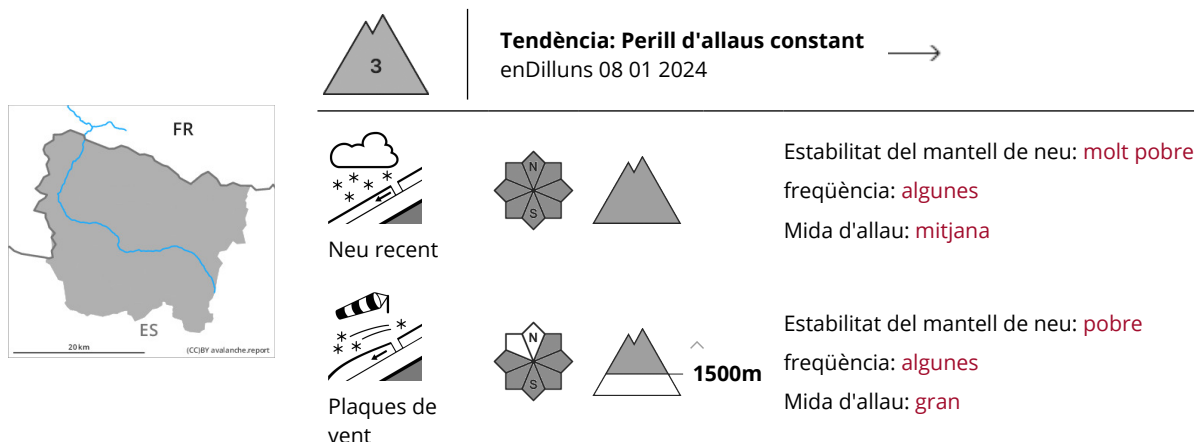 3
Tendència: Perill d'allaus constant
enDilluns 08 01 2024
FR
ES
20 km
(CC)BY avalanche.report
N
S
Neu recent
Estabilitat del mantell de neu: molt pobre
freqüència: algunes
Mida d'allau: mitjana
N
S
1500m
Plaques de
vent
Estabilitat del mantell de neu: pobre
freqüència: algunes
Mida d'allau: gran